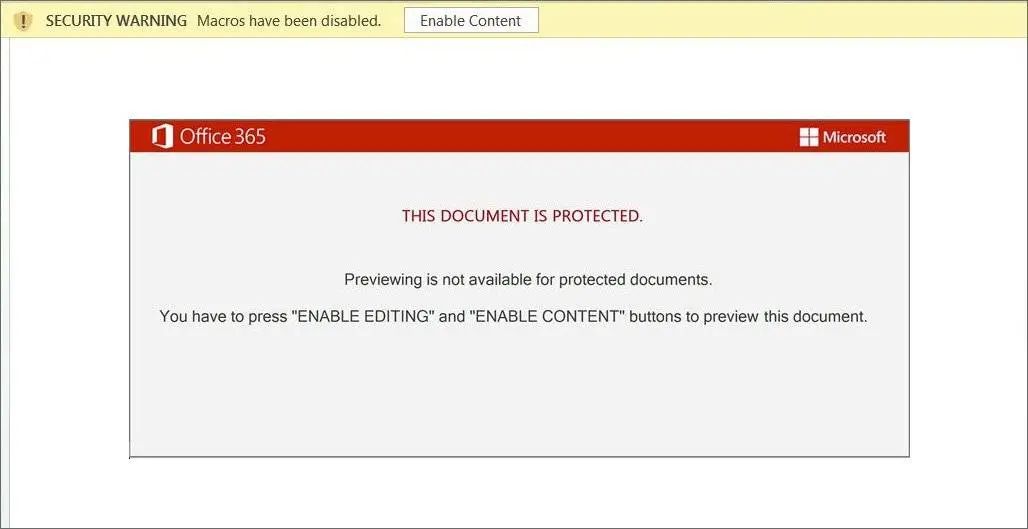 SECURITY WARNING Macros have been disabled. Enable Content
Office 365 Microsoft
THIS DOCUMENT IS PROTECTED.
Previewing is not available for protected documents.
You have to press "ENABLE EDITING" and "ENABLE CONTENT" buttons to preview this document.